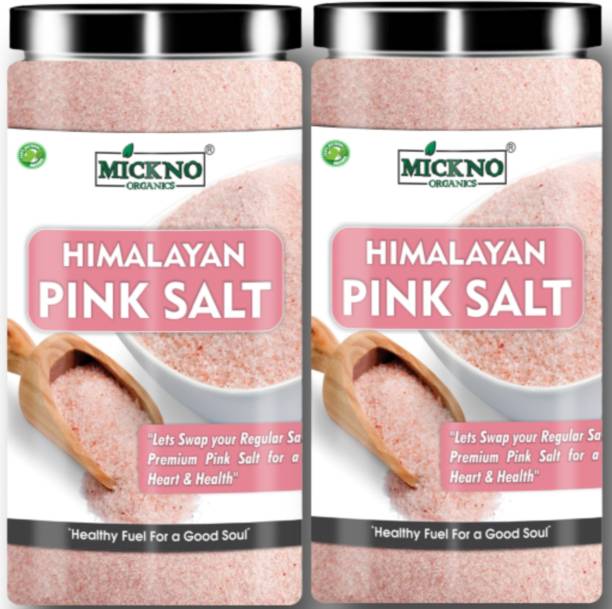 MICKNO®
ORGANICS
HIMALAYAN
PINK SALT
"Lets Swap your Regular Sa
Premium Pink Salt for a
Heart & Health"
"Healthy Fuel For a Good Soul"
MICKNO®
ORGANICS
HIMALAYAN
PINK SALT
"Lets Swap your Regular Sa
Premium Pink Salt for a
Heart & Health"
"Healthy Fuel For a Good Soul"